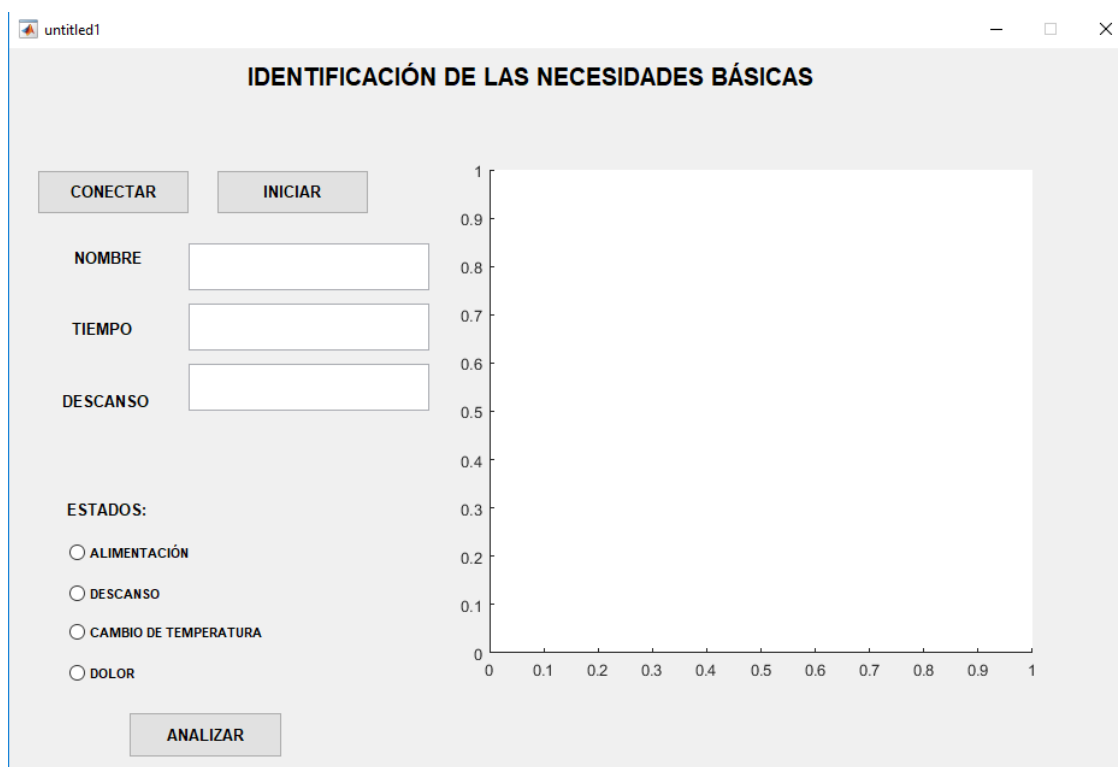 untitled1
IDENTIFICACIÓN DE LAS NECESIDADES BÁSICAS
CONECTAR
INICIAR
NOMBRE
TIEMPO
DESCANSO
ESTADOS:
ALIMENTACIÓN
DESCANSO
CAMBIO DE TEMPERATURA
DOLOR
ANALIZAR
1
0.9
0.8
0.7
0.6
0.5
0.4
0.3
0.2
0.1
0
0 0.1 0.2 0.3 0.4 0.5 0.6 0.7 0.8 0.9 1